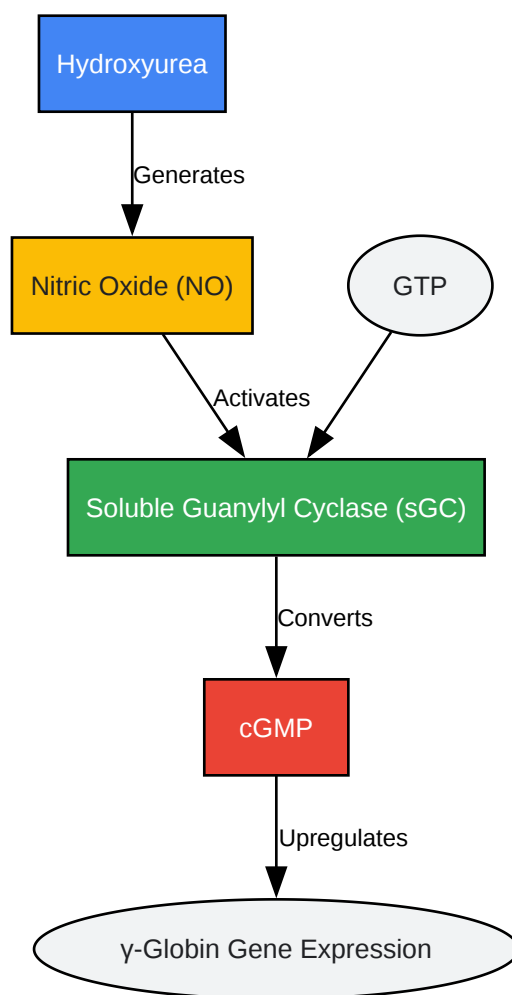 Hydroxyurea
Generates
Nitric Oxide (NO)
GTP
Activates
Soluble Guanylyl Cyclase (sGC)
Converts
cGMP
Upregulates
γ-Globin Gene Expression